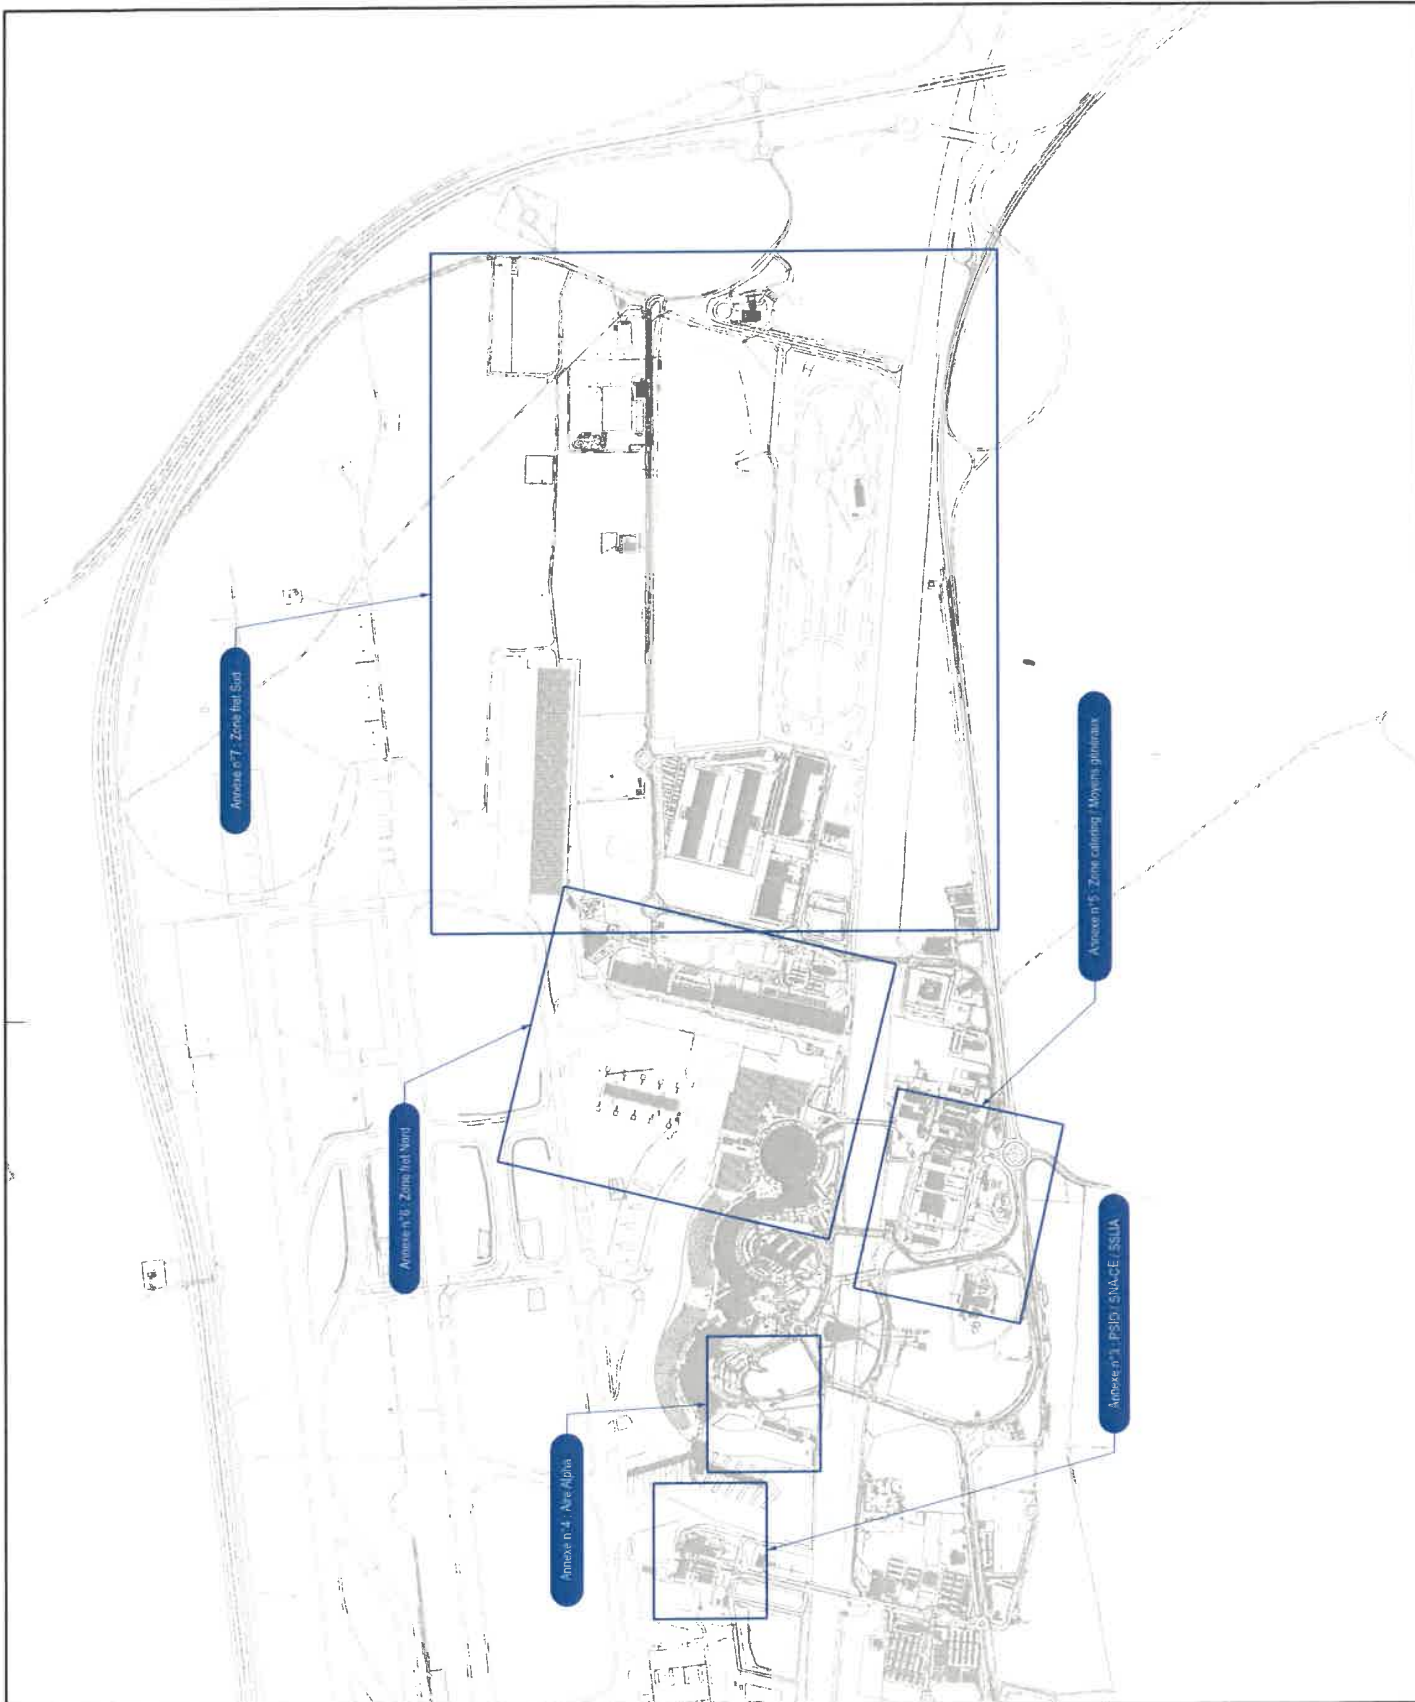 Annexe n°7 : Zone fret Sud
Annexe n°6 : Zone fret Nord
Annexe n°4 : Aire Alpha
Annexe n°5 : Zone catering / Moyens généraux
Annexe n°3 : PSIO / SNA-CE / SSLIA